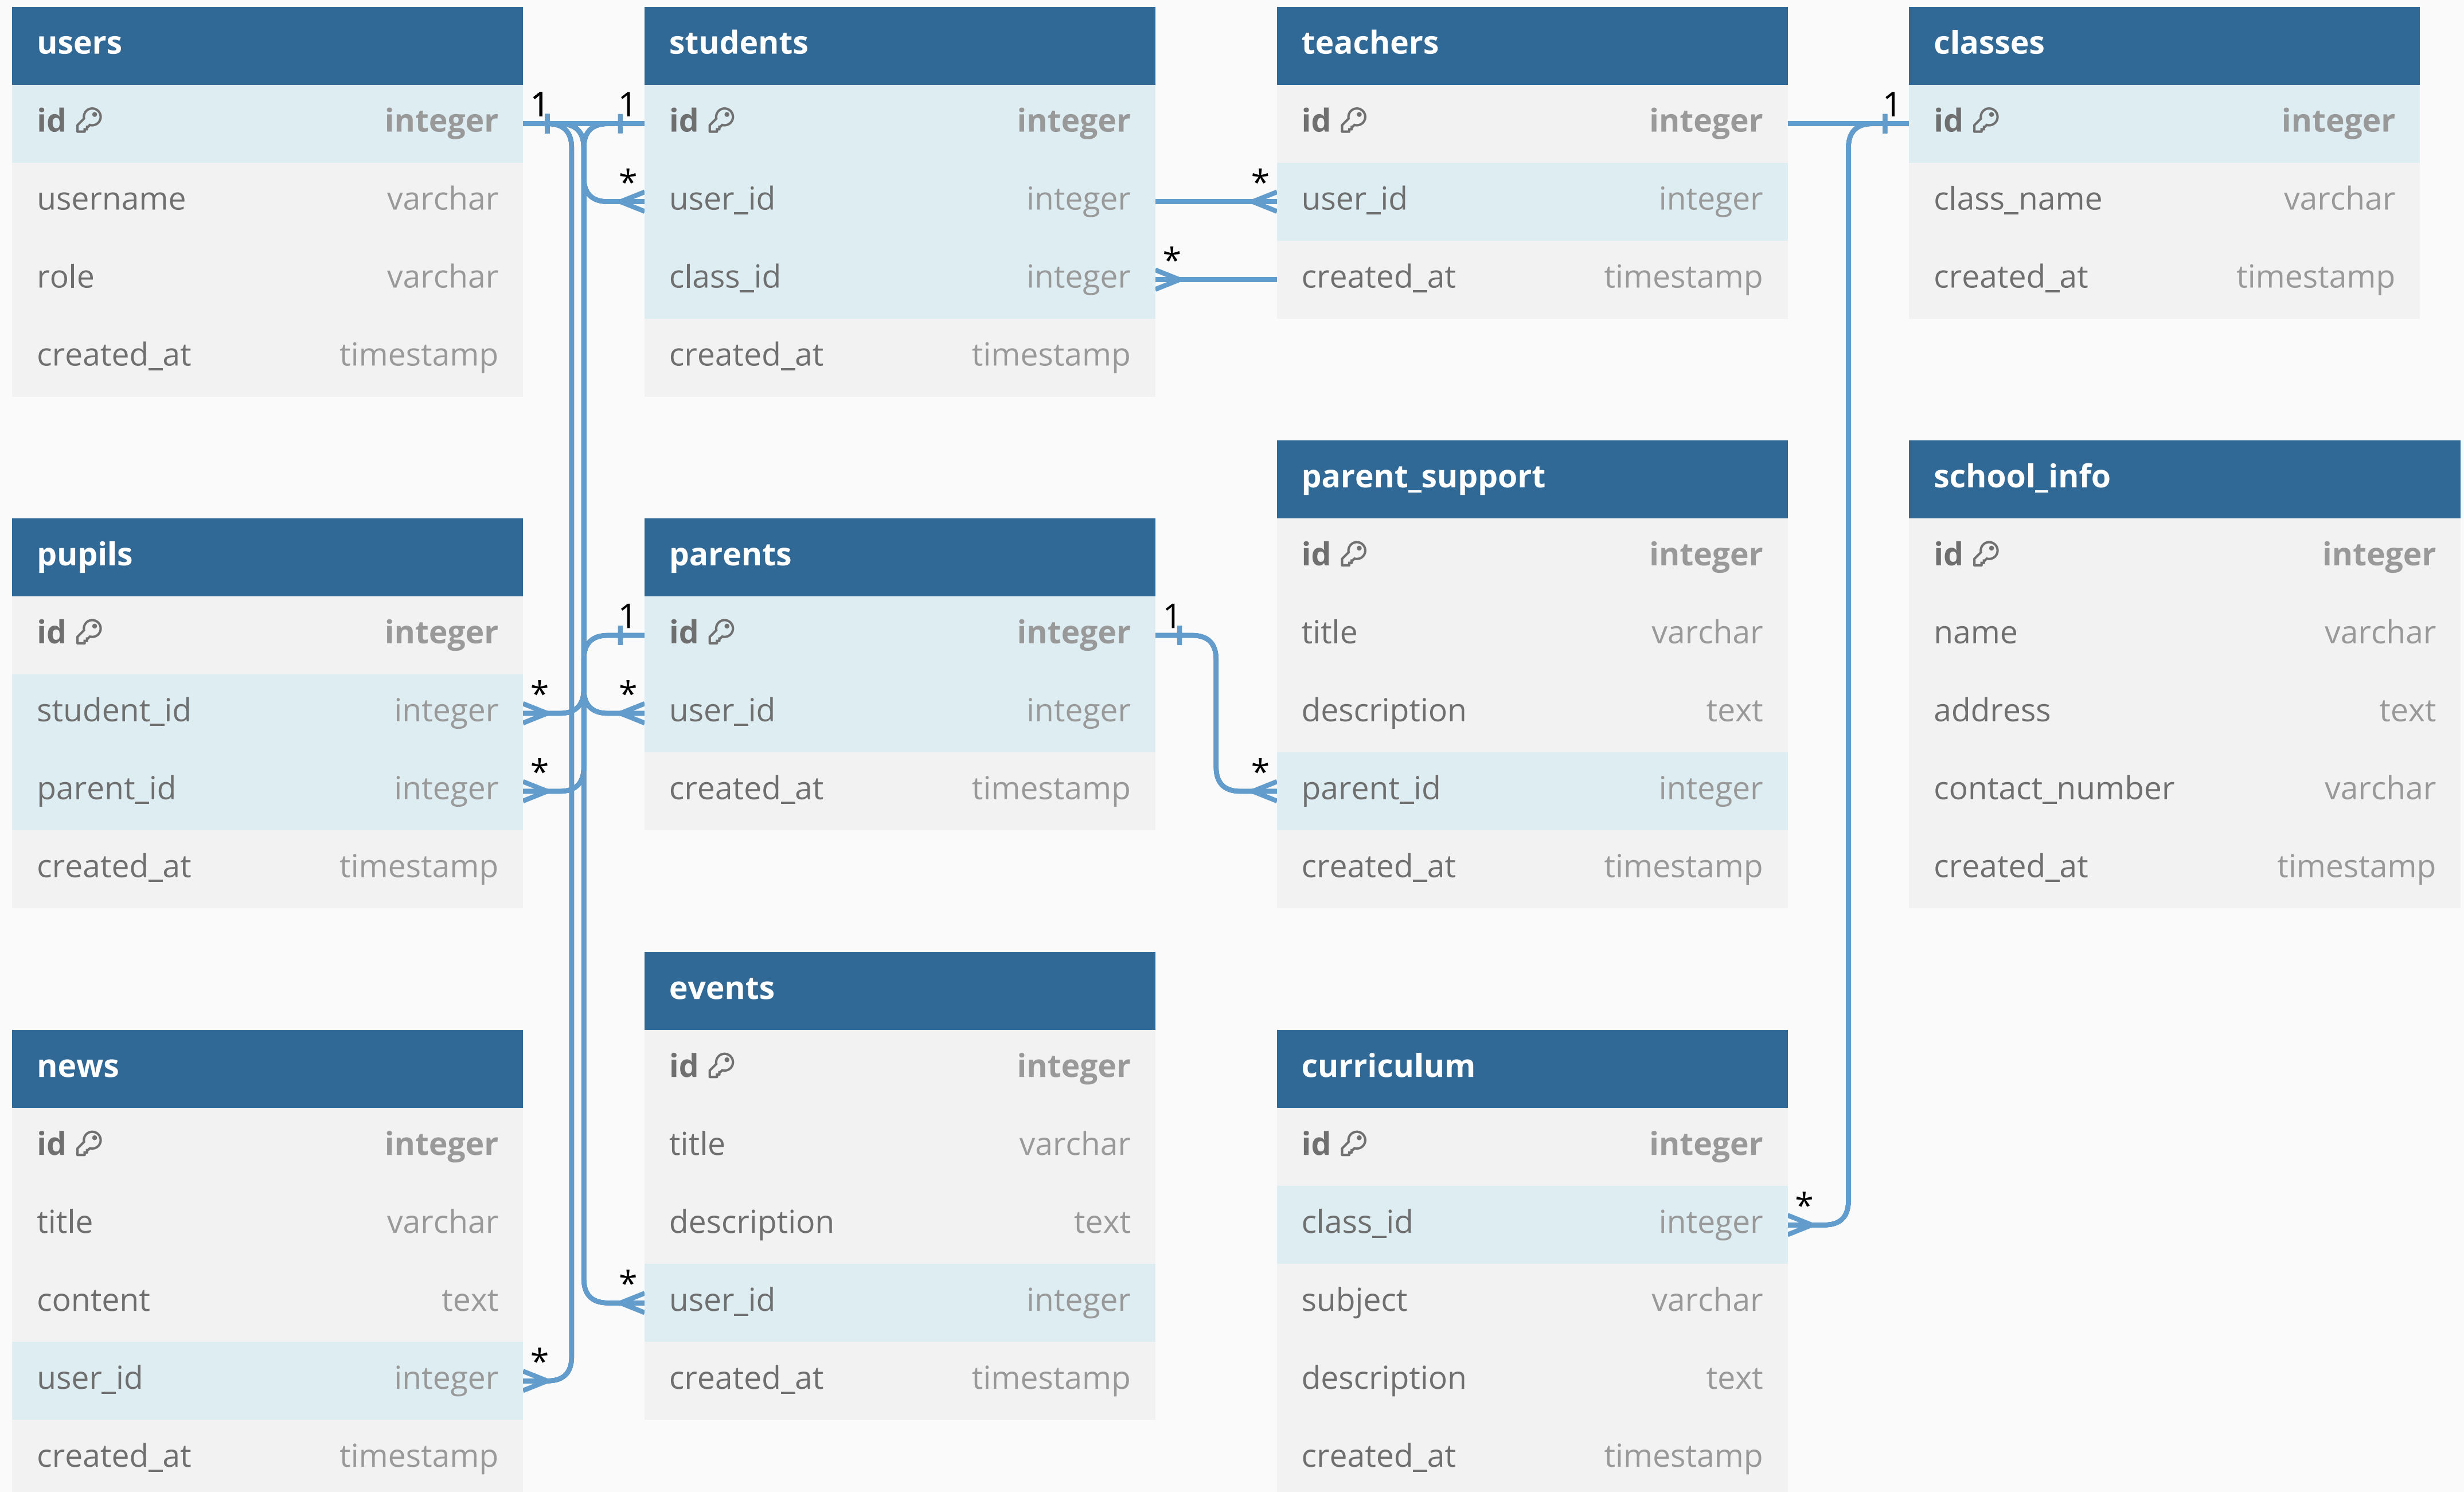 users
id integer
username varchar
role varchar
created_at timestamp
students
id integer
user_id integer
class_id integer
created_at timestamp
teachers
id integer
user_id integer
created_at timestamp
classes
id integer
class_name varchar
created_at timestamp
1
1
*
*
*
1
pupils
id integer
student_id integer
parent_id integer
created_at timestamp
parents
id integer
user_id integer
created_at timestamp
parent_support
id integer
title varchar
description text
parent_id integer
created_at timestamp
school_info
id integer
name varchar
address text
contact_number varchar
created_at timestamp
1
1
*
*
*
*
news
id integer
title varchar
content text
user_id integer
created_at timestamp
events
id integer
title varchar
description text
user_id integer
created_at timestamp
curriculum
id integer
class_id integer
subject varchar
description text
created_at timestamp
*
*
*